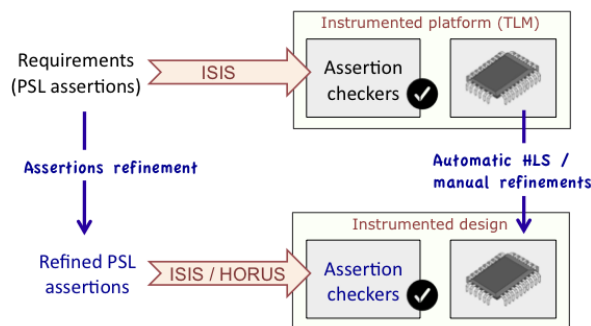 Instrumented platform (TLM)
Requirements
(PSL assertions)
ISIS
Assertion
checkers
Assertions refinement
Automatic HLS /
manual refinements
Instrumented design
Refined PSL
assertions
ISIS / HORUS
Assertion
checkers